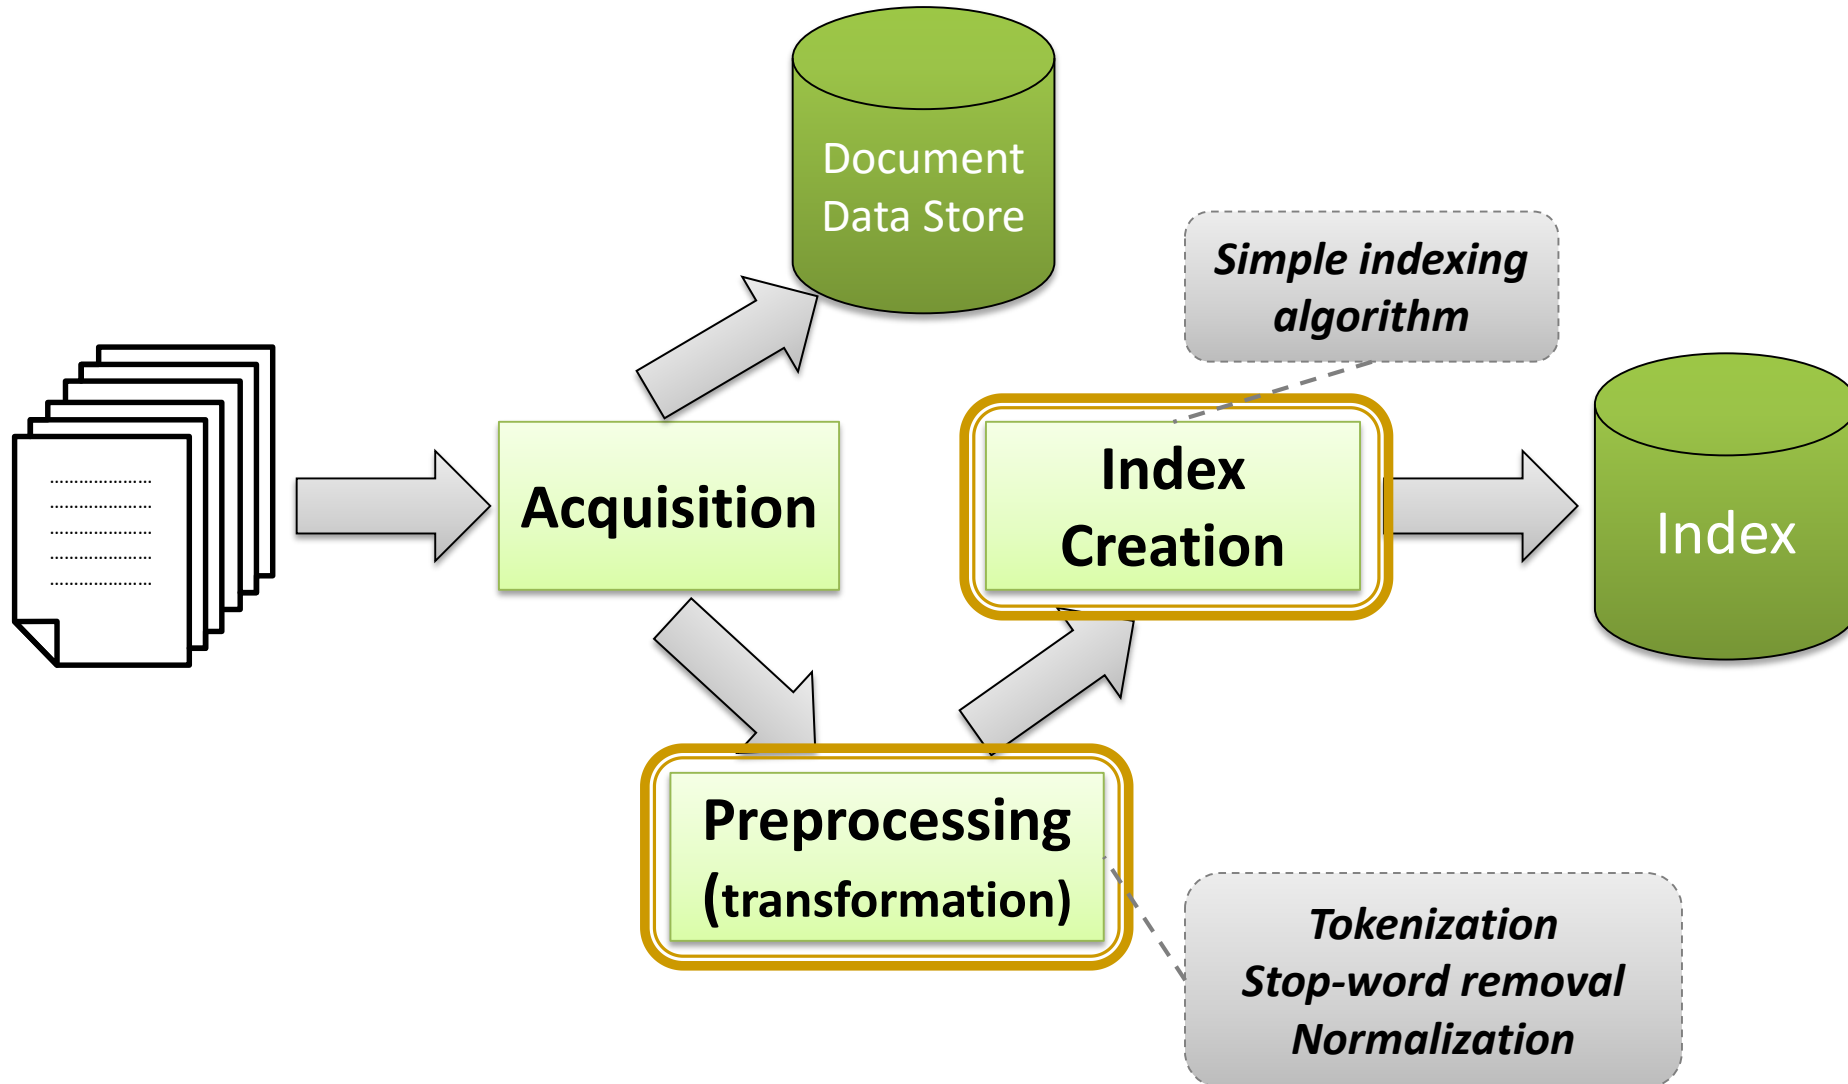 Document
Data Store
Simple indexing
algorithm
Acquisition
Index
Creation
Index
Preprocessing
(transformation)
Tokenization
Stop-word removal
Normalization